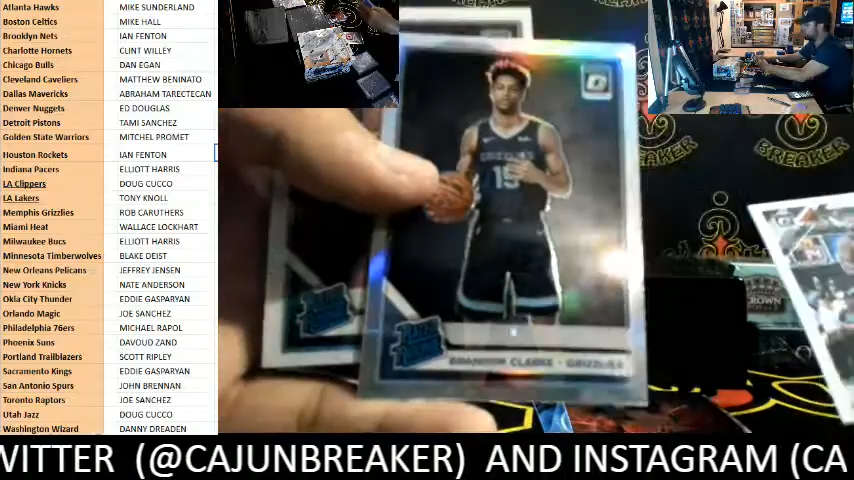 Atlanta Hawks MIKE SUNDERLAND
Boston Celtics MIKE HALL
Brooklyn Nets IAN FENTON
Charlotte Hornets CLINT WILLEY
Chicago Bulls DAN EGAN
Cleveland Cavaliers MATTHEW BENINATO
Dallas Mavericks ABRAHAM TARECTECAN
Denver Nuggets ED DOUGLAS
Detroit Pistons TAMI SANCHEZ
Golden State Warriors MITCHEL PROMET
Houston Rockets IAN FENTON
Indiana Pacers ELLIOTT HARRIS
LA Clippers DOUG CUCCO
LA Lakers TONY KNOLL
Memphis Grizzlies ROB CARUTHERS
Miami Heat WALLACE LOCKHART
Milwaukee Bucs ELLIOTT HARRIS
Minnesota Timberwolves BLAKE DEIST
New Orleans Pelicans JEFFREY JENSEN
New York Knicks NATE ANDERSON
Okla City Thunder EDDIE GASPARYAN
Orlando Magic JOE SANCHEZ
Philadelphia 76ers MICHAEL RAPOL
Phoenix Suns DAVOUD ZAND
Portland Trailblazers SCOTT RIPLEY
Sacramento Kings EDDIE GASPARYAN
San Antonio Spurs JOHN BRENNAN
Toronto Raptors JOE SANCHEZ
Utah Jazz DOUG CUCCO
Washington Wizard DANNY DREADEN
GRIZZLIES
15
BRANDON CLARKE - GRIZZLIES
BREAKER
BREAKER
CROWN
WITTER (@CAJUNBREAKER) AND INSTAGRAM (CA